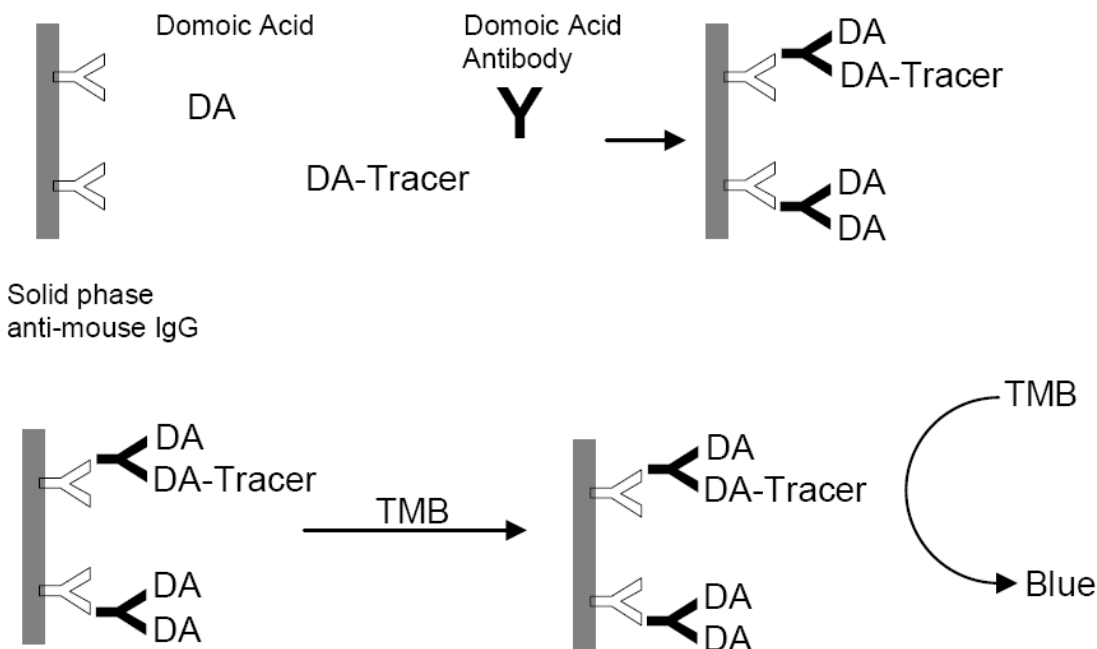 Domoic Acid
Domoic Acid
Antibody
DA
DA-Tracer
DA
DA-Tracer
DA
DA
Solid phase
anti-mouse IgG
DA
DA-Tracer
DA
DA
TMB
DA
DA-Tracer
DA
DA
TMB
Blue